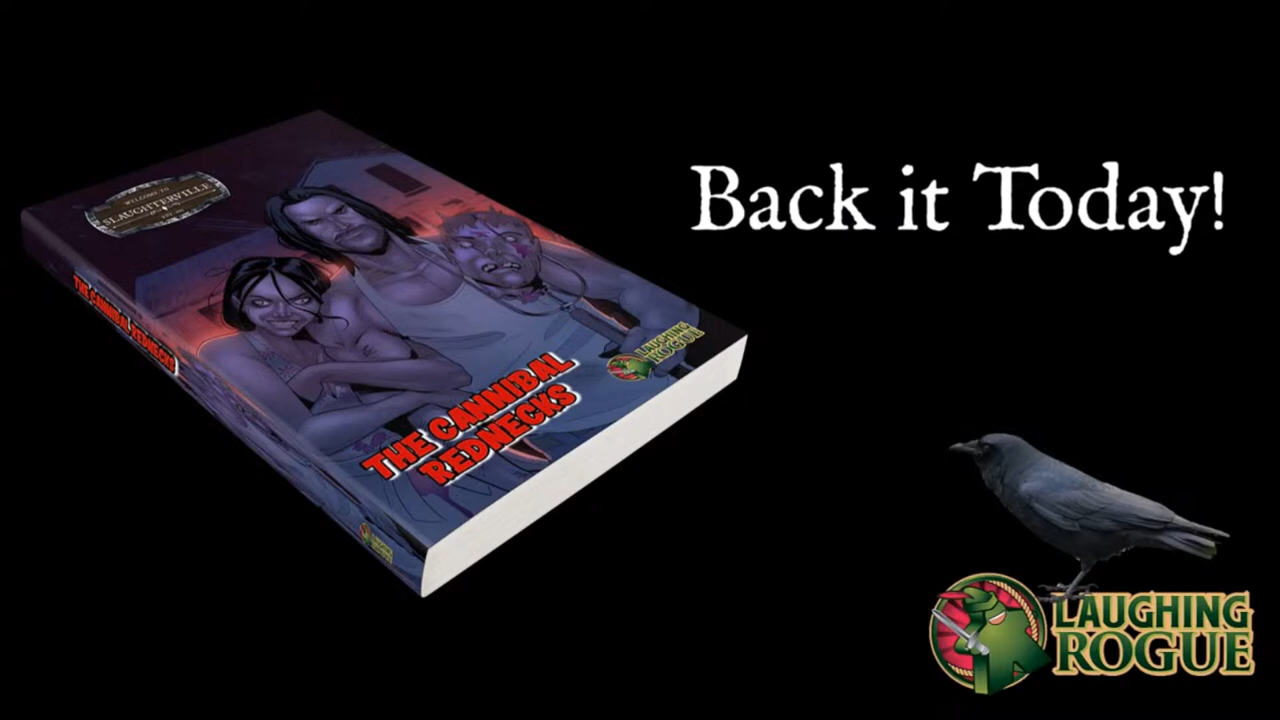 WELCOME TO
SLAUGHTERVILLE
THE CANNIBAL REDNECKS
THE CANNIBAL
REDNECKS
LAUGHING
ROGUE
Back it Today!
LAUGHING
ROGUE